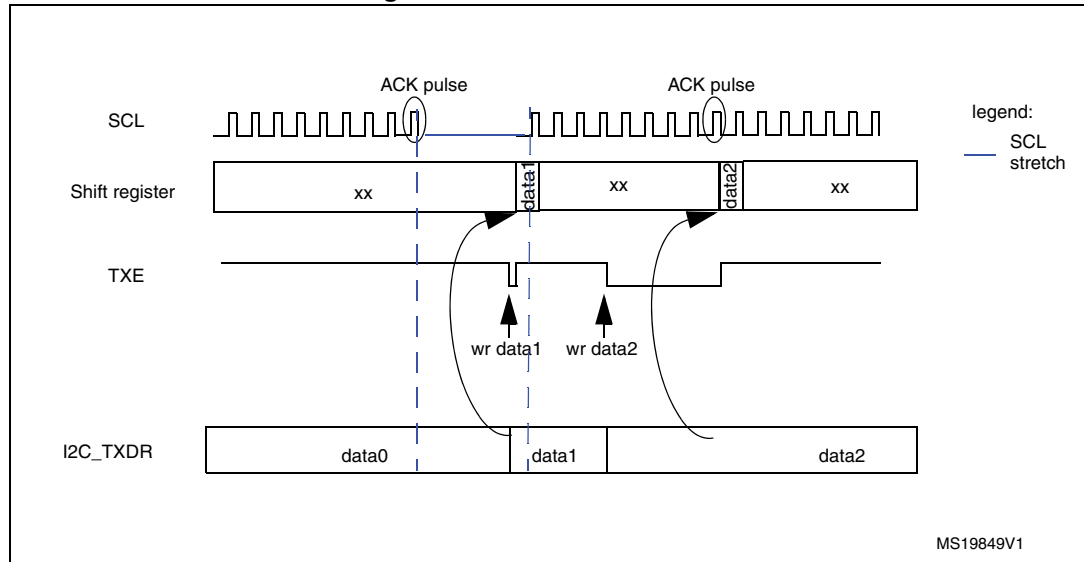 ACK pulse
ACK pulse
SCL
legend:
SCL
stretch
Shift register
xx
data1
xx
data2
xx
TXE
wr data1
wr data2
I2C_TXDR
data0
data1
data2
MS19849V1